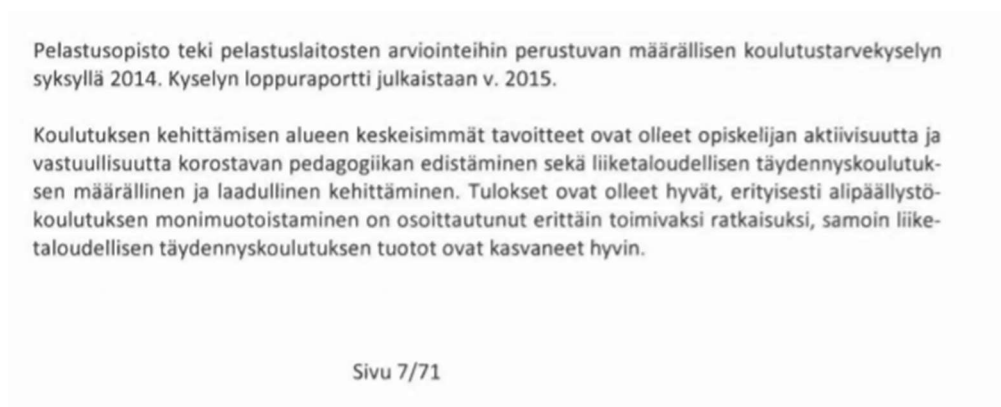 Pelastusopisto teki pelastuslaitosten arviointeihin perustuvan määrällisen koulutustarvekyselyn
syksyllä 2014. Kyselyn loppuraportti julkaistaan v. 2015.
Koulutuksen kehittämisen alueen keskeisimmät tavoitteet ovat olleet opiskelijan aktiivisuutta ja
vastuullisuutta korostavan pedagogiikan edistäminen sekä liiketaloudellisen täydennyskoulutuk-
sen määrällinen ja laadullinen kehittäminen. Tulokset ovat olleet hyvät, erityisesti alipäällystö-
koulutuksen monimuotoistaminen on osoittautunut erittäin toimivaksi ratkaisuksi, samoin liike-
taloudellisen täydennyskoulutuksen tuotot ovat kasvaneet hyvin.
Sivu 7/71